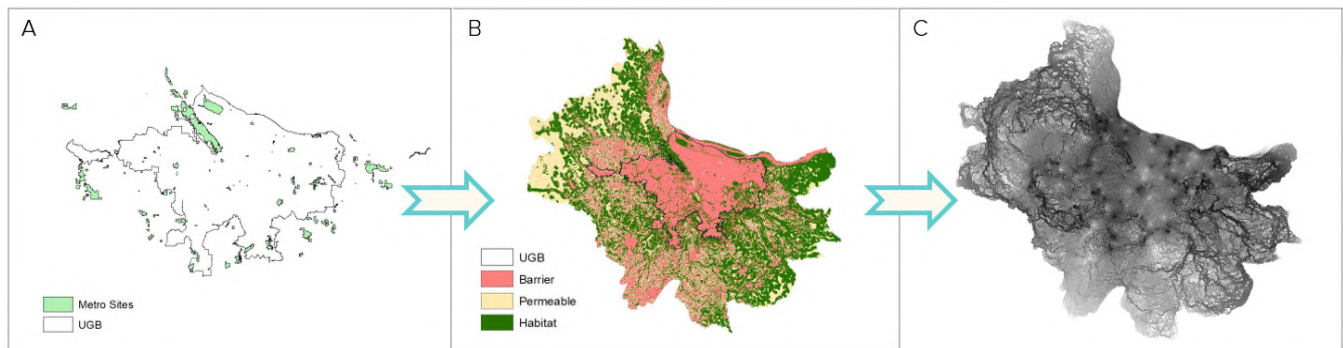 A
Metro Sites
UGB
B
UGB
Barrier
Permeable
Habitat
C